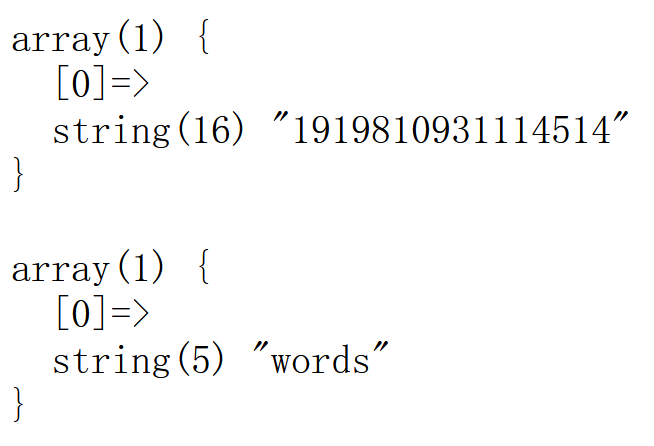 array(1) {
  [0]=>
  string(16) "1919810931114514"
}

array(1) {
  [0]=>
  string(5) "words"
}